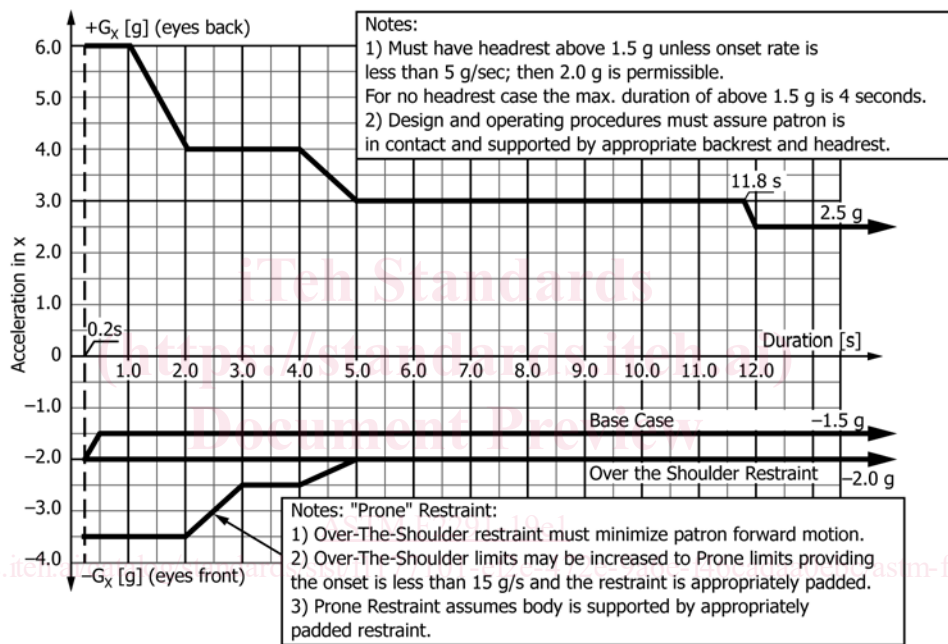 +Gx [g] (eyes back)
Notes:
1) Must have headrest above 1.5 g unless onset rate is
less than 5 g/sec; then 2.0 g is permissible.
For no headrest case the max. duration of above 1.5 g is 4 seconds.
2) Design and operating procedures must assure patron is
in contact and supported by appropriate backrest and headrest.
6.0
5.0
4.0
3.0
2.0
1.0
0
−1.0
−2.0
−3.0
−4.0
Acceleration in x
11.8 s
2.5 g
0.2s
Duration [s]
1.0 2.0 3.0 4.0 5.0 6.0 7.0 8.0 9.0 10.0 11.0 12.0
iTeh Standards
(https://standards.iteh.ai)
Document Preview
Base Case
−1.5 g
Over the Shoulder Restraint
−2.0 g
−Gx [g] (eyes front)
Notes: "Prone" Restraint:
1) Over-The-Shoulder restraint must minimize patron forward motion.
2) Over-The-Shoulder limits may be increased to Prone limits providing
the onset is less than 15 g/s and the restraint is appropriately padded.
3) Prone Restraint assumes body is supported by appropriately
padded restraint.